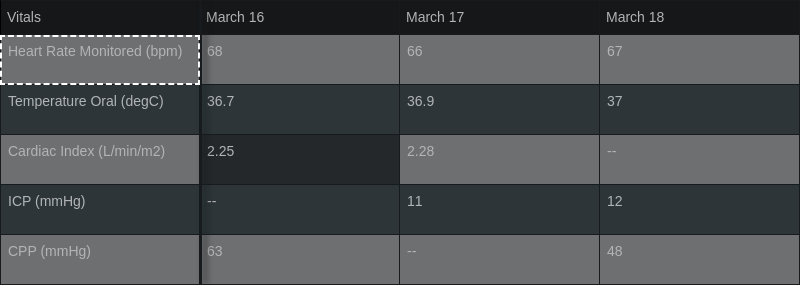 Vitals March 16 March 17 March 18
Heart Rate Monitored (bpm) 68 66 67
Temperature Oral (degC) 36.7 36.9 37
Cardiac Index (L/min/m2) 2.25 2.28 --
ICP (mmHg) -- 11 12
CPP (mmHg) 63 -- 48